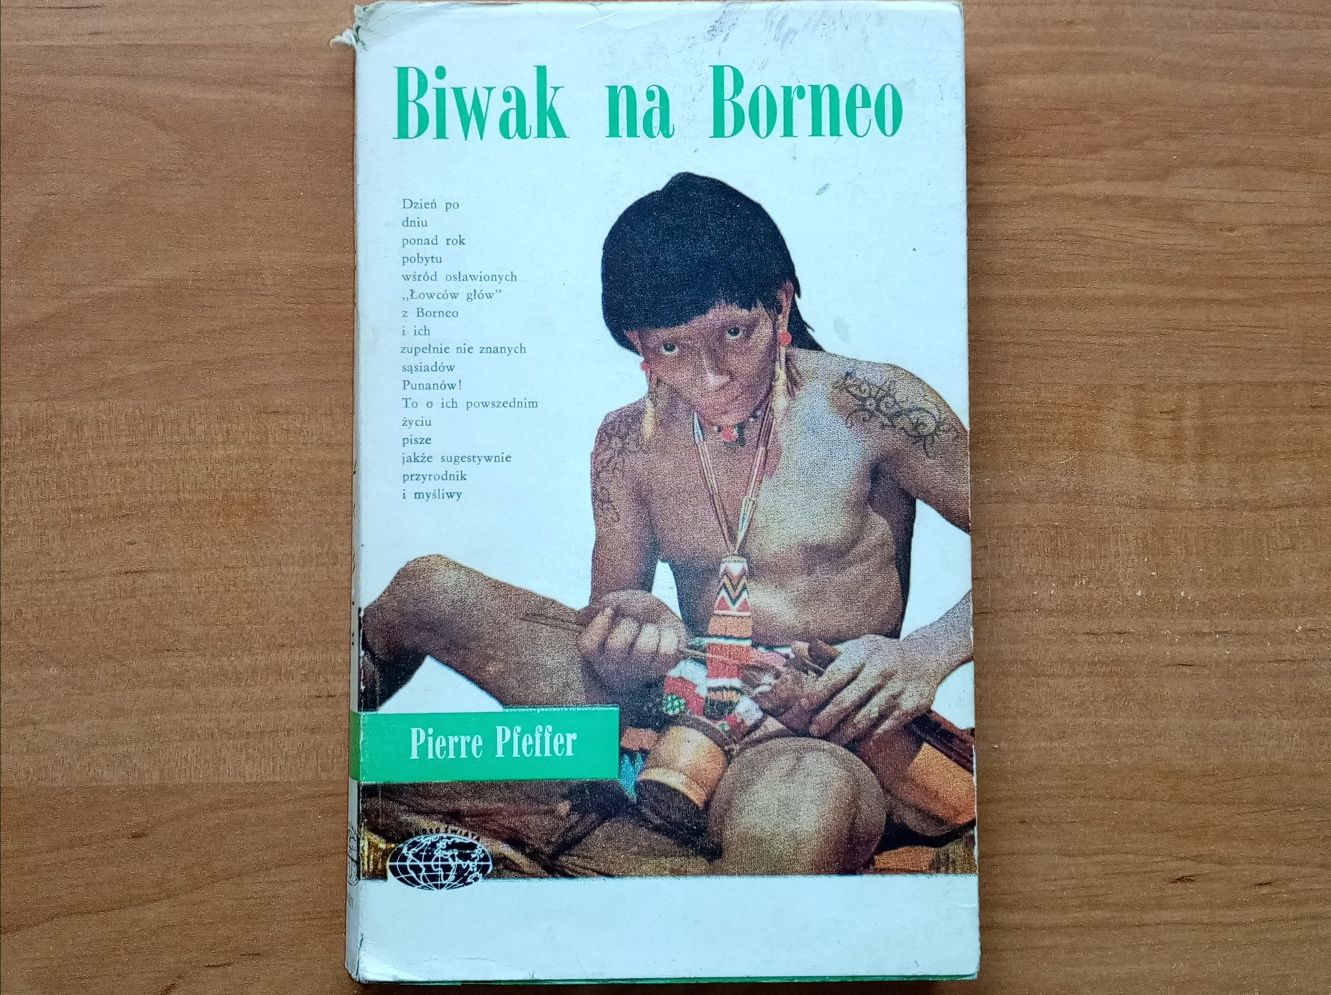 Biwak na Borneo
Dzień po
dniu
ponad rok
pobytu
wśród osławionych
„Łowców głów”
z Borneo
i ich
zupełnie nie znanych
sąsiadów
Punanów!
To o ich powszednim
życiu
pisze
jakże sugestywnie
przyrodnik
i myśliwy
Pierre Pfeffer